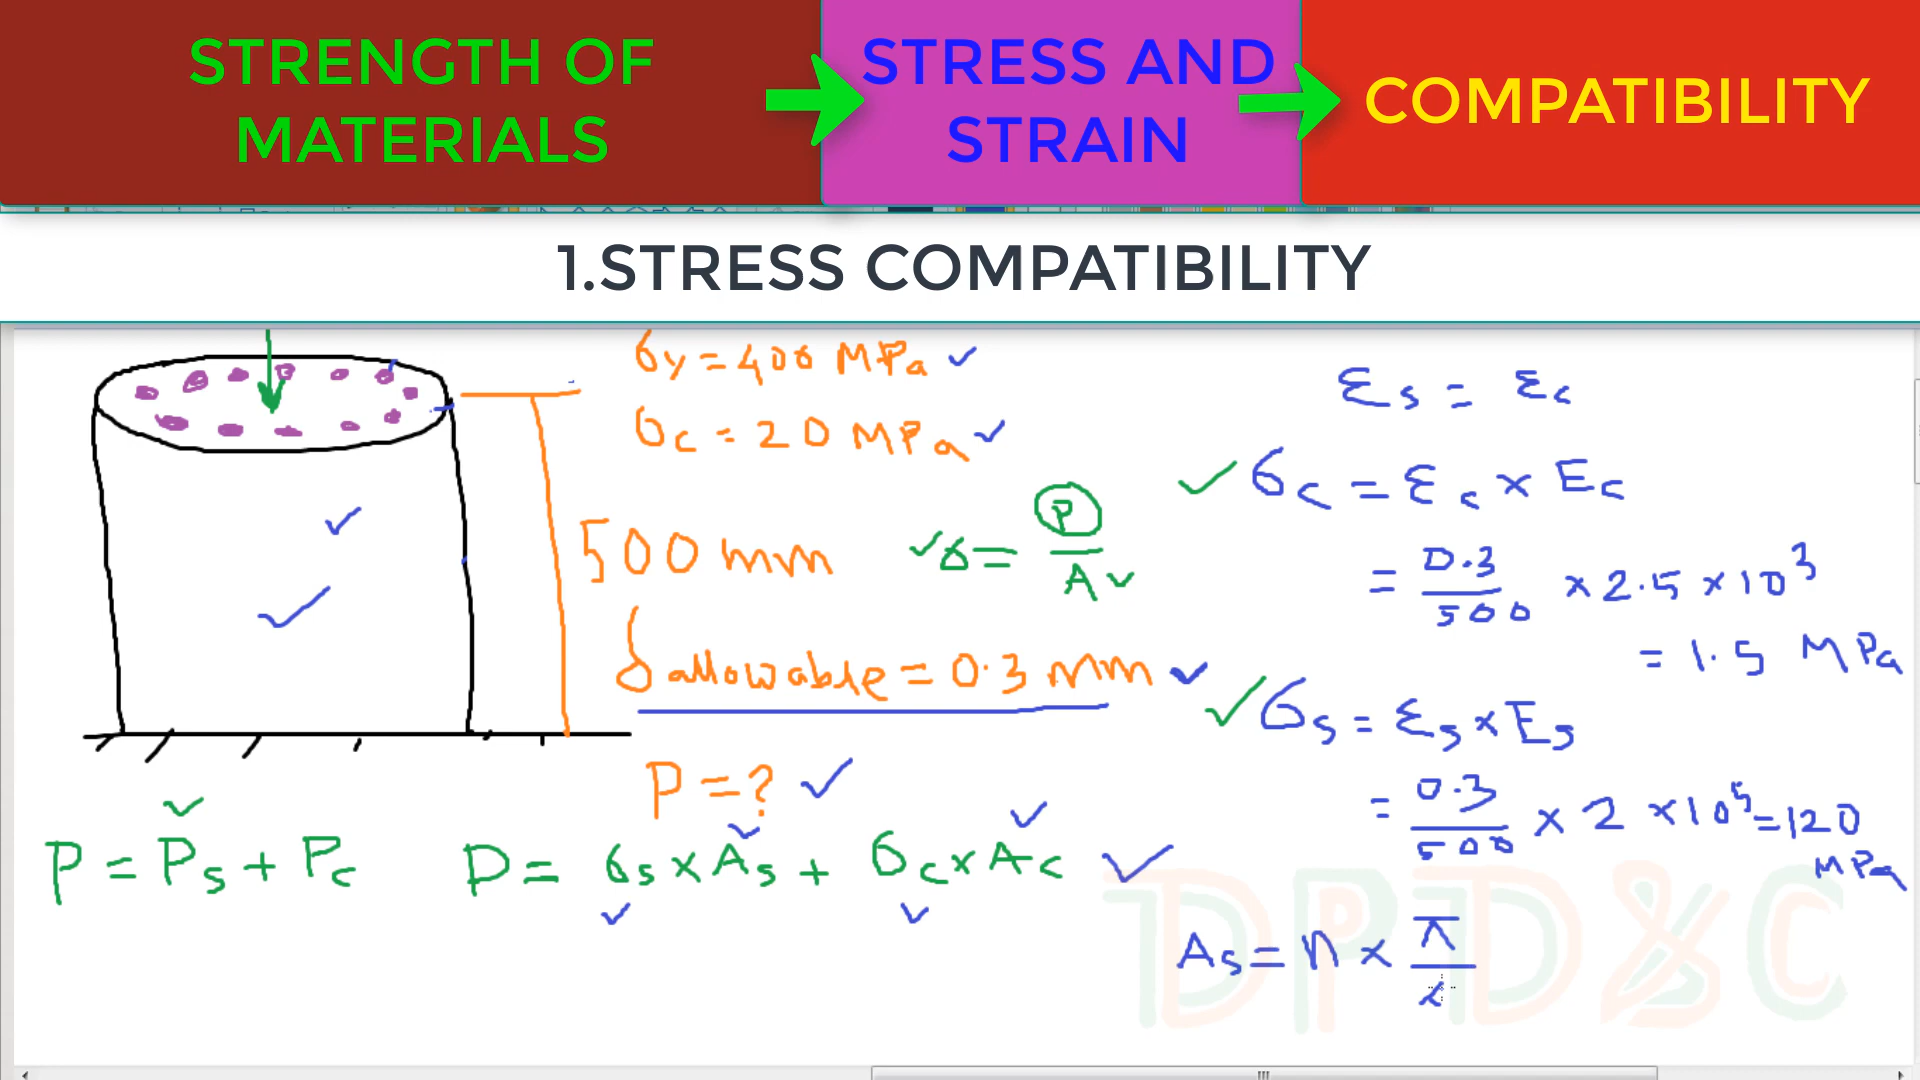 STRENGTH OF
MATERIALS
STRESS AND
STRAIN
COMPATIBILITY
1.STRESS COMPATIBILITY
σy = 400 MPa ✓
σc = 20 MPa ✓
500 mm
✓σ = P/A ✓
δ allowable = 0.3 mm ✓
P = ? ✓
P = Ps + Pc
P = σs × As + σc × Ac ✓
εs = εc
✓ σc = εc × Ec
= 0.3/500 × 2.5 × 10³
= 1.5 MPa
✓ σs = εs × Es
= 0.3/500 × 2 × 10⁵ = 120
MPa
As = n × π/
DPD&C